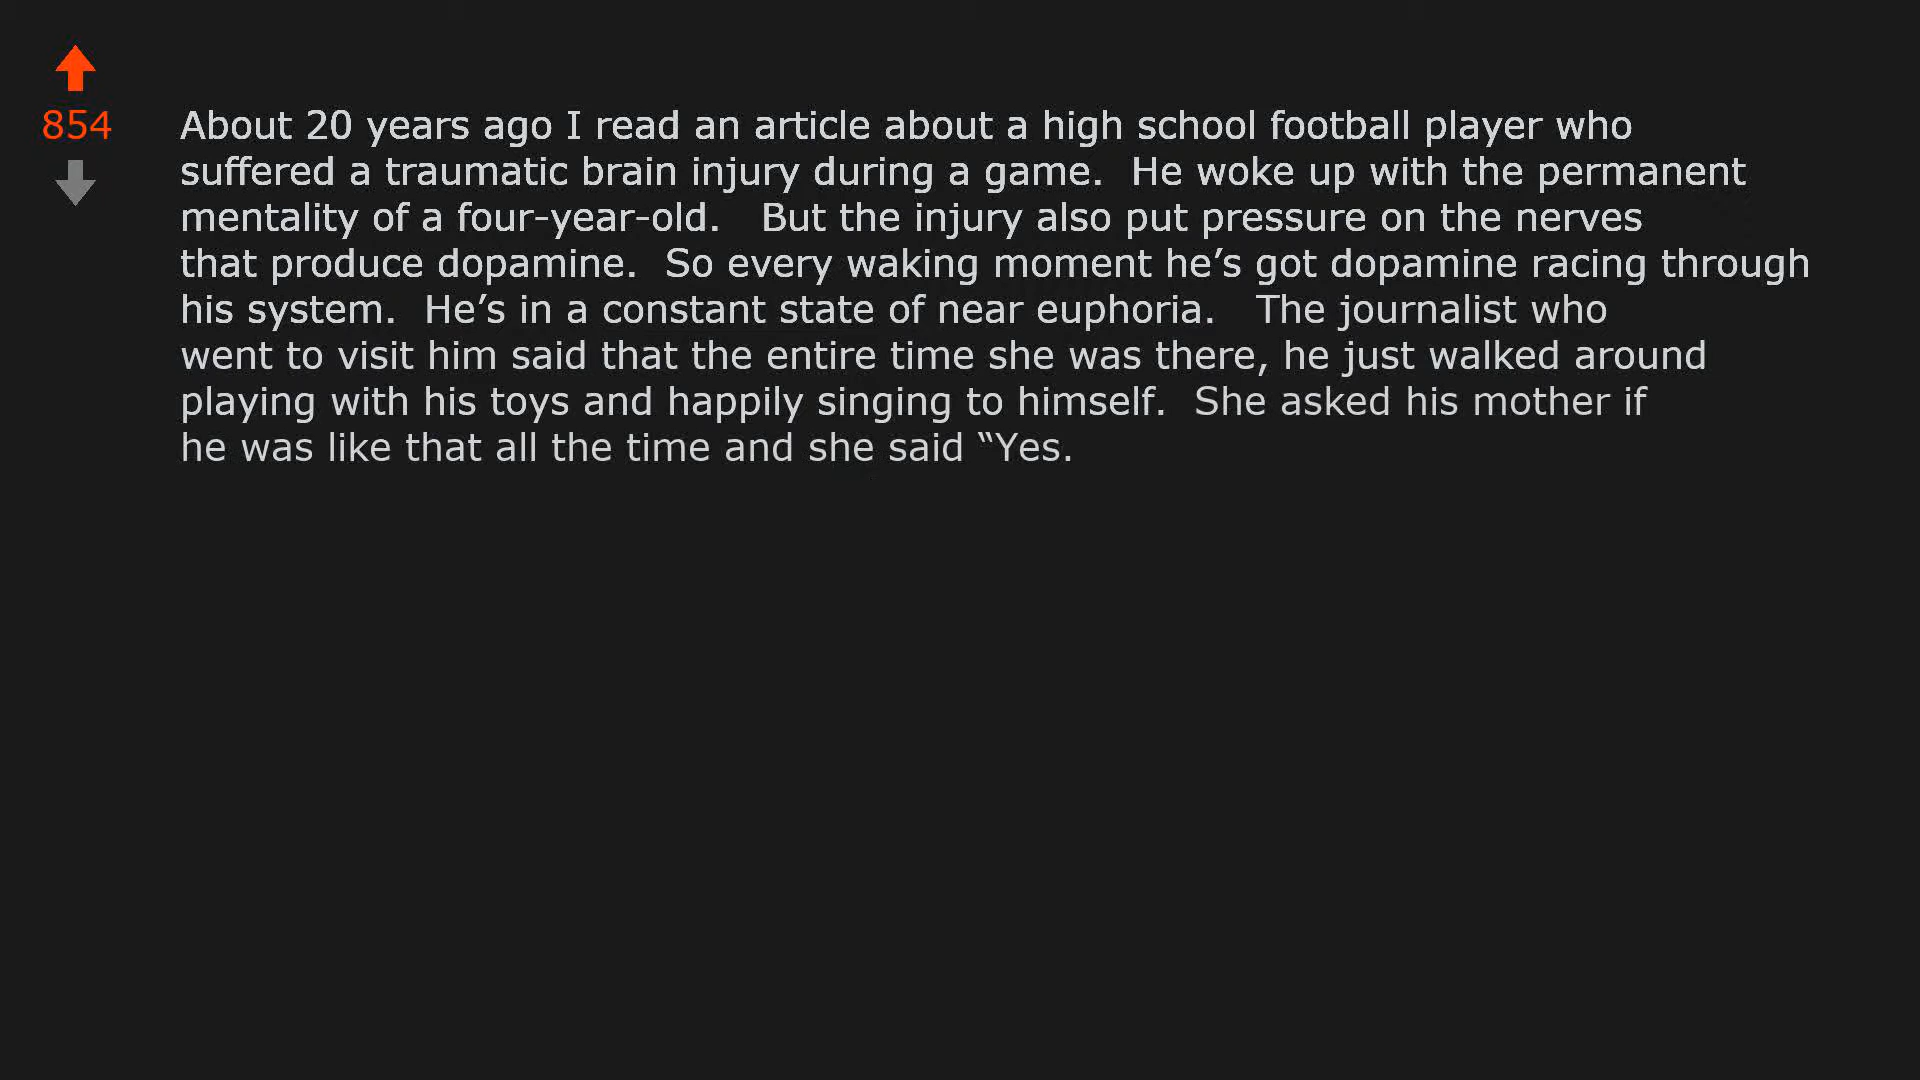 854
About 20 years ago I read an article about a high school football player who
suffered a traumatic brain injury during a game.  He woke up with the permanent
mentality of a four-year-old.   But the injury also put pressure on the nerves
that produce dopamine.  So every waking moment he’s got dopamine racing through
his system.  He’s in a constant state of near euphoria.   The journalist who
went to visit him said that the entire time she was there, he just walked around
playing with his toys and happily singing to himself.  She asked his mother if
he was like that all the time and she said “Yes.